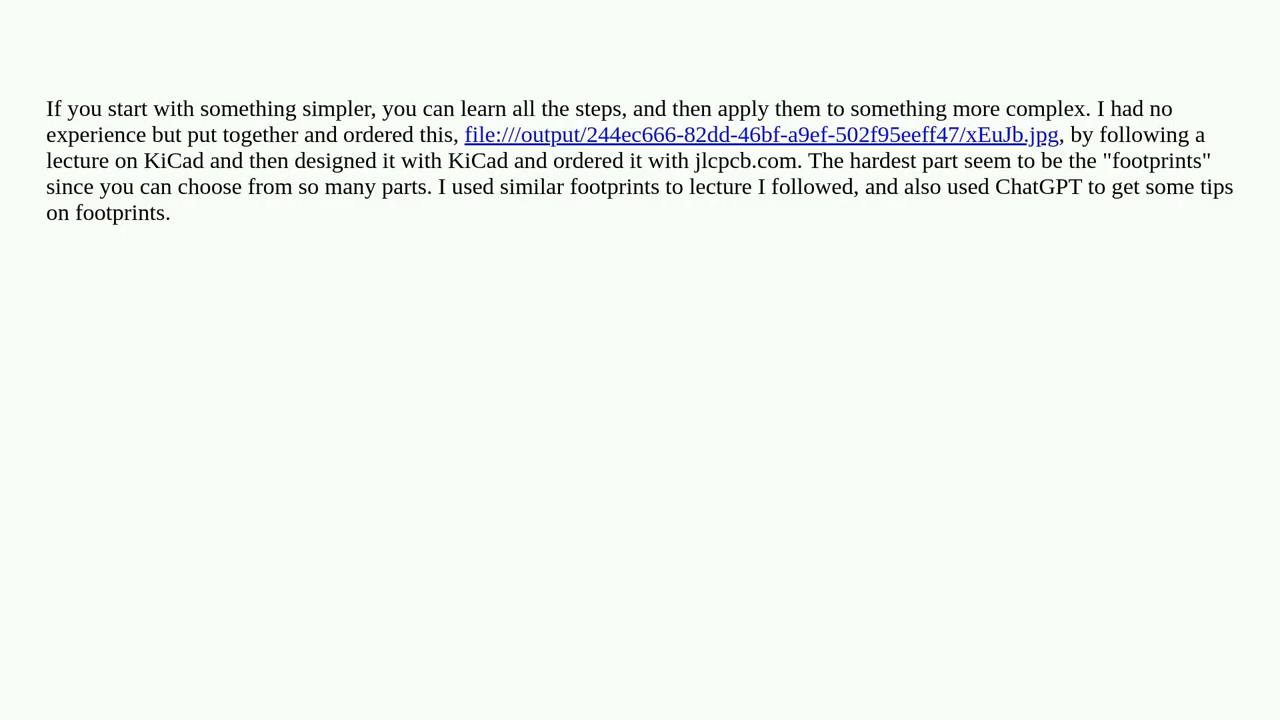 If you start with something simpler, you can learn all the steps, and then apply them to something more complex. I had no
experience but put together and ordered this, file:///output/244ec666-82dd-46bf-a9ef-502f95eeff47/xEuJb.jpg, by following a
lecture on KiCad and then designed it with KiCad and ordered it with jlcpcb.com. The hardest part seem to be the "footprints"
since you can choose from so many parts. I used similar footprints to lecture I followed, and also used ChatGPT to get some tips
on footprints.